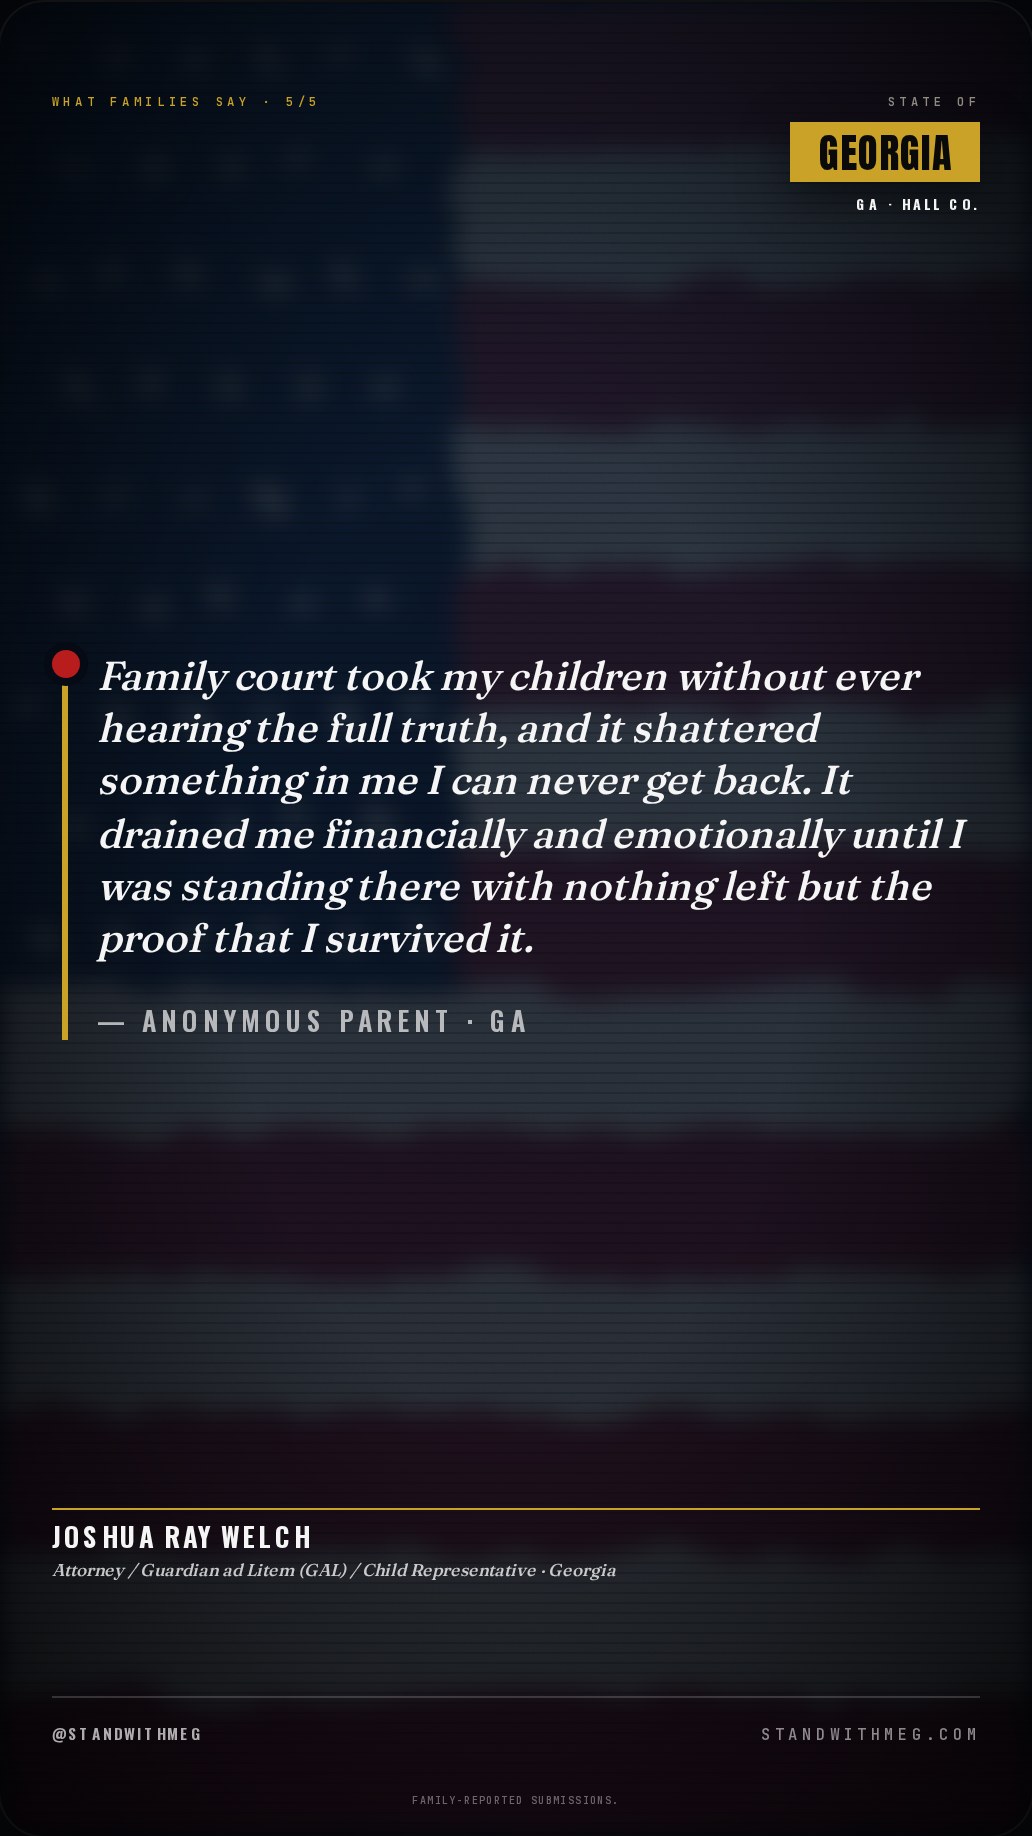 WHAT FAMILIES SAY · 5/5
STATE OF
GEORGIA
GA · HALL CO.
Family court took my children without ever
hearing the full truth, and it shattered
something in me I can never get back. It
drained me financially and emotionally until I
was standing there with nothing left but the
proof that I survived it.
— ANONYMOUS PARENT · GA
JOSHUA RAY WELCH
Attorney / Guardian ad Litem (GAL) / Child Representative · Georgia
@STANDWITHMEG
STANDWITHMEG.COM
FAMILY-REPORTED SUBMISSIONS.